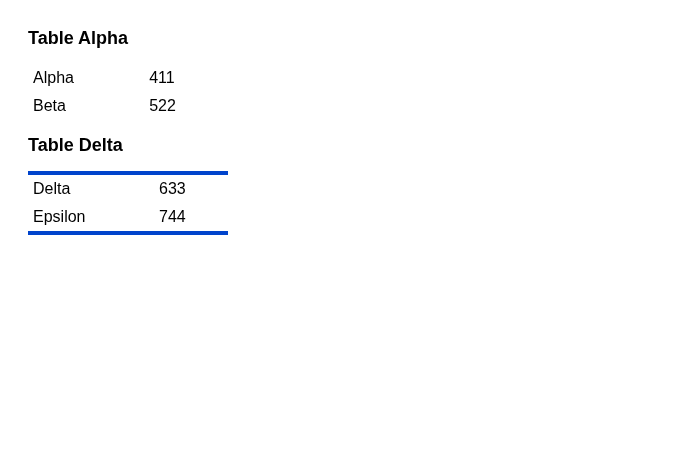 Table Alpha
Alpha 411
Beta 522
Table Delta
Delta 633
Epsilon 744